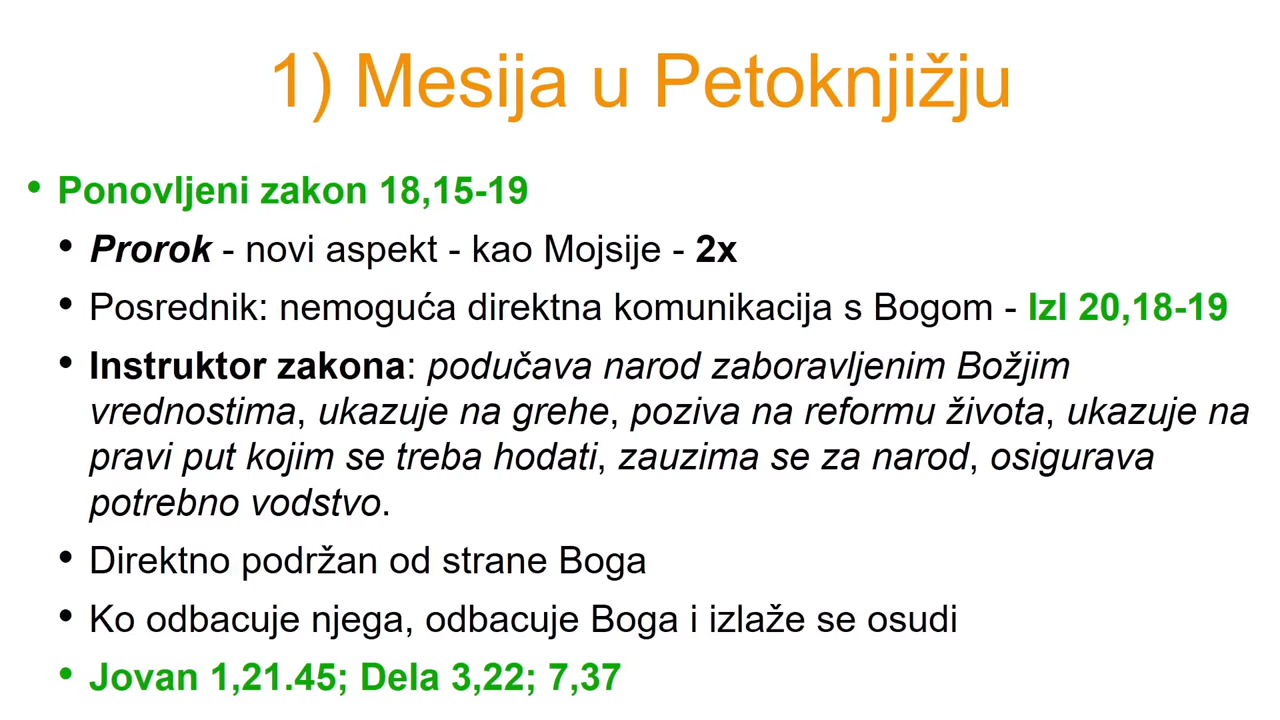 1) Mesija u Petoknjižju
• Ponovljeni zakon 18,15-19
• Prorok - novi aspekt - kao Mojsije - 2x
• Posrednik: nemoguća direktna komunikacija s Bogom - Izl 20,18-19
• Instruktor zakona: podučava narod zaboravljenim Božjim
vrednostima, ukazuje na grehe, poziva na reformu života, ukazuje na
pravi put kojim se treba hodati, zauzima se za narod, osigurava
potrebno vodstvo.
• Direktno podržan od strane Boga
• Ko odbacuje njega, odbacuje Boga i izlaže se osudi
• Jovan 1,21.45; Dela 3,22; 7,37